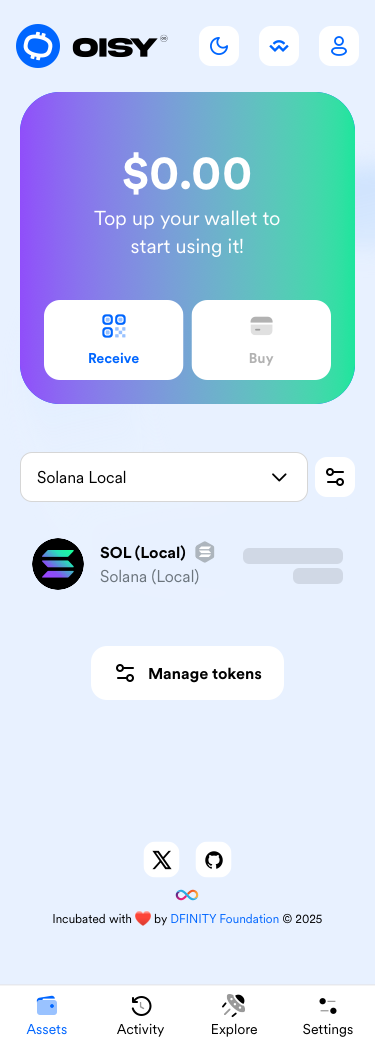 OISY
$0.00
Top up your wallet to
start using it!
Receive
Buy
Solana Local
SOL (Local)
Solana (Local)
Manage tokens
Incubated with ❤️ by DFINITY Foundation © 2025
Assets
Activity
Explore
Settings